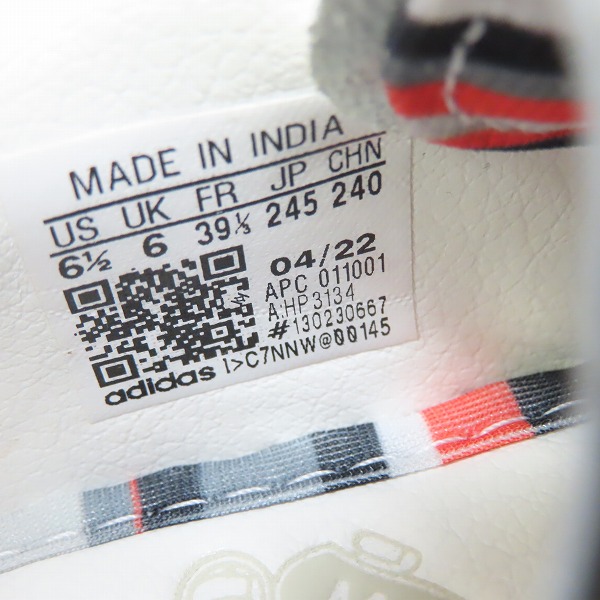 MADE IN INDIA
US UK FR JP CHN
6½ 6 39⅓ 245 240
04/22
APC 011001
A:HP3134
#130230667
adidas 1>C7NNW@00145